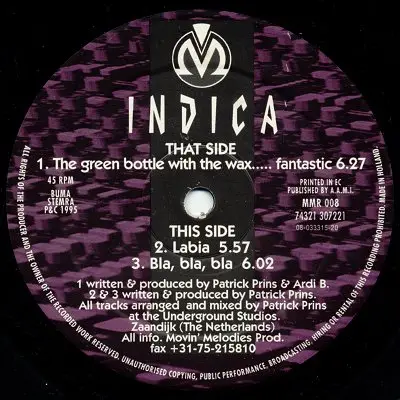 M
INDICA
THAT SIDE
1. The green bottle with the wax..... fantastic 6.27
45 RPM
BUMA
STEMRA
P&C 1995
PRINTED IN EC
PUBLISHED BY A.A.M.I.
MMR 008
74321 307221
08-033315-20
THIS SIDE
2. Labia 5.57
3. Bla, bla, bla 6.02
1 written & produced by Patrick Prins & Ardi B.
2 & 3 written & produced by Patrick Prins.
All tracks arranged and mixed by Patrick Prins
at the Underground Studios.
Zaandijk (The Netherlands)
All info. Movin' Melodies Prod.
fax +31-75-215810
ALL RIGHTS OF THE PRODUCER AND THE OWNER OF THE RECORDED WORK RESERVED. UNAUTHORISED COPYING, PUBLIC PERFORMANCE, BROADCASTING, HIRING OR RENTAL OF THIS RECORDING PROHIBITED. MADE IN HOLLAND.